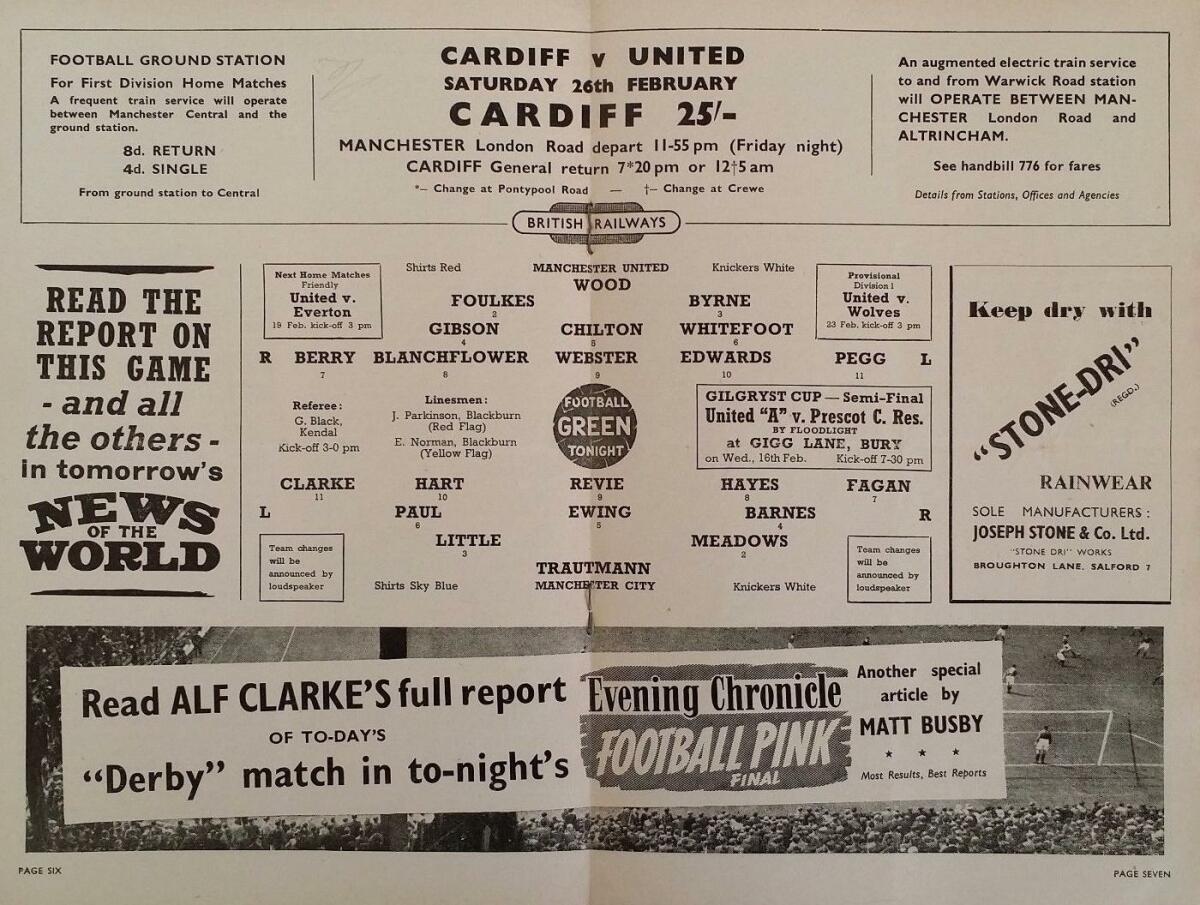 FOOTBALL GROUND STATION
For First Division Home Matches
A frequent train service will operate
between Manchester Central and the
ground station.
8d. RETURN
4d. SINGLE
From ground station to Central
CARDIFF v UNITED
SATURDAY 26th FEBRUARY
CARDIFF 25/-
MANCHESTER London Road depart 11-55 pm (Friday night)
CARDIFF General return 7*20 pm or 12†5 am
*– Change at Pontypool Road — †– Change at Crewe
BRITISH RAILWAYS
An augmented electric train service
to and from Warwick Road station
will OPERATE BETWEEN MAN-
CHESTER London Road and
ALTRINCHAM.
See handbill 776 for fares
Details from Stations, Offices and Agencies
READ THE
REPORT ON
THIS GAME
- and all
the others -
in tomorrow's
NEWS
OF THE
WORLD
Next Home Matches
Friendly
United v.
Everton
19 Feb. kick-off 3 pm
Shirts Red MANCHESTER UNITED Knickers White
WOOD
Provisional
Division 1
United v.
Wolves
23 Feb. kick-off 3 pm
FOULKES BYRNE
2 3
GIBSON CHILTON WHITEFOOT
4 5 6
R BERRY BLANCHFLOWER WEBSTER EDWARDS PEGG L
7 8 9 10 11
Referee:
G. Black,
Kendal
Kick-off 3-0 pm
Linesmen:
J. Parkinson, Blackburn
(Red Flag)
E. Norman, Blackburn
(Yellow Flag)
FOOTBALL
GREEN
TONIGHT
GILGRYST CUP — Semi-Final
United "A" v. Prescot C. Res.
BY FLOODLIGHT
at GIGG LANE, BURY
on Wed., 16th Feb. Kick-off 7-30 pm
CLARKE HART REVIE HAYES FAGAN
11 10 9 8 7
L PAUL EWING BARNES R
6 5 4
LITTLE MEADOWS
3 2
TRAUTMANN
Shirts Sky Blue MANCHESTER CITY Knickers White
Team changes
will be
announced by
loudspeaker
Team changes
will be
announced by
loudspeaker
Keep dry with
"STONE-DRI"
(REGD.)
RAINWEAR
SOLE MANUFACTURERS:
JOSEPH STONE & Co. Ltd.
"STONE DRI" WORKS
BROUGHTON LANE, SALFORD 7
Read ALF CLARKE'S full report
OF TO-DAY'S
"Derby" match in to-night's
Evening Chronicle
FOOTBALL PINK
FINAL
Another special
article by
MATT BUSBY
★ ★ ★
Most Results, Best Reports
PAGE SIX
PAGE SEVEN